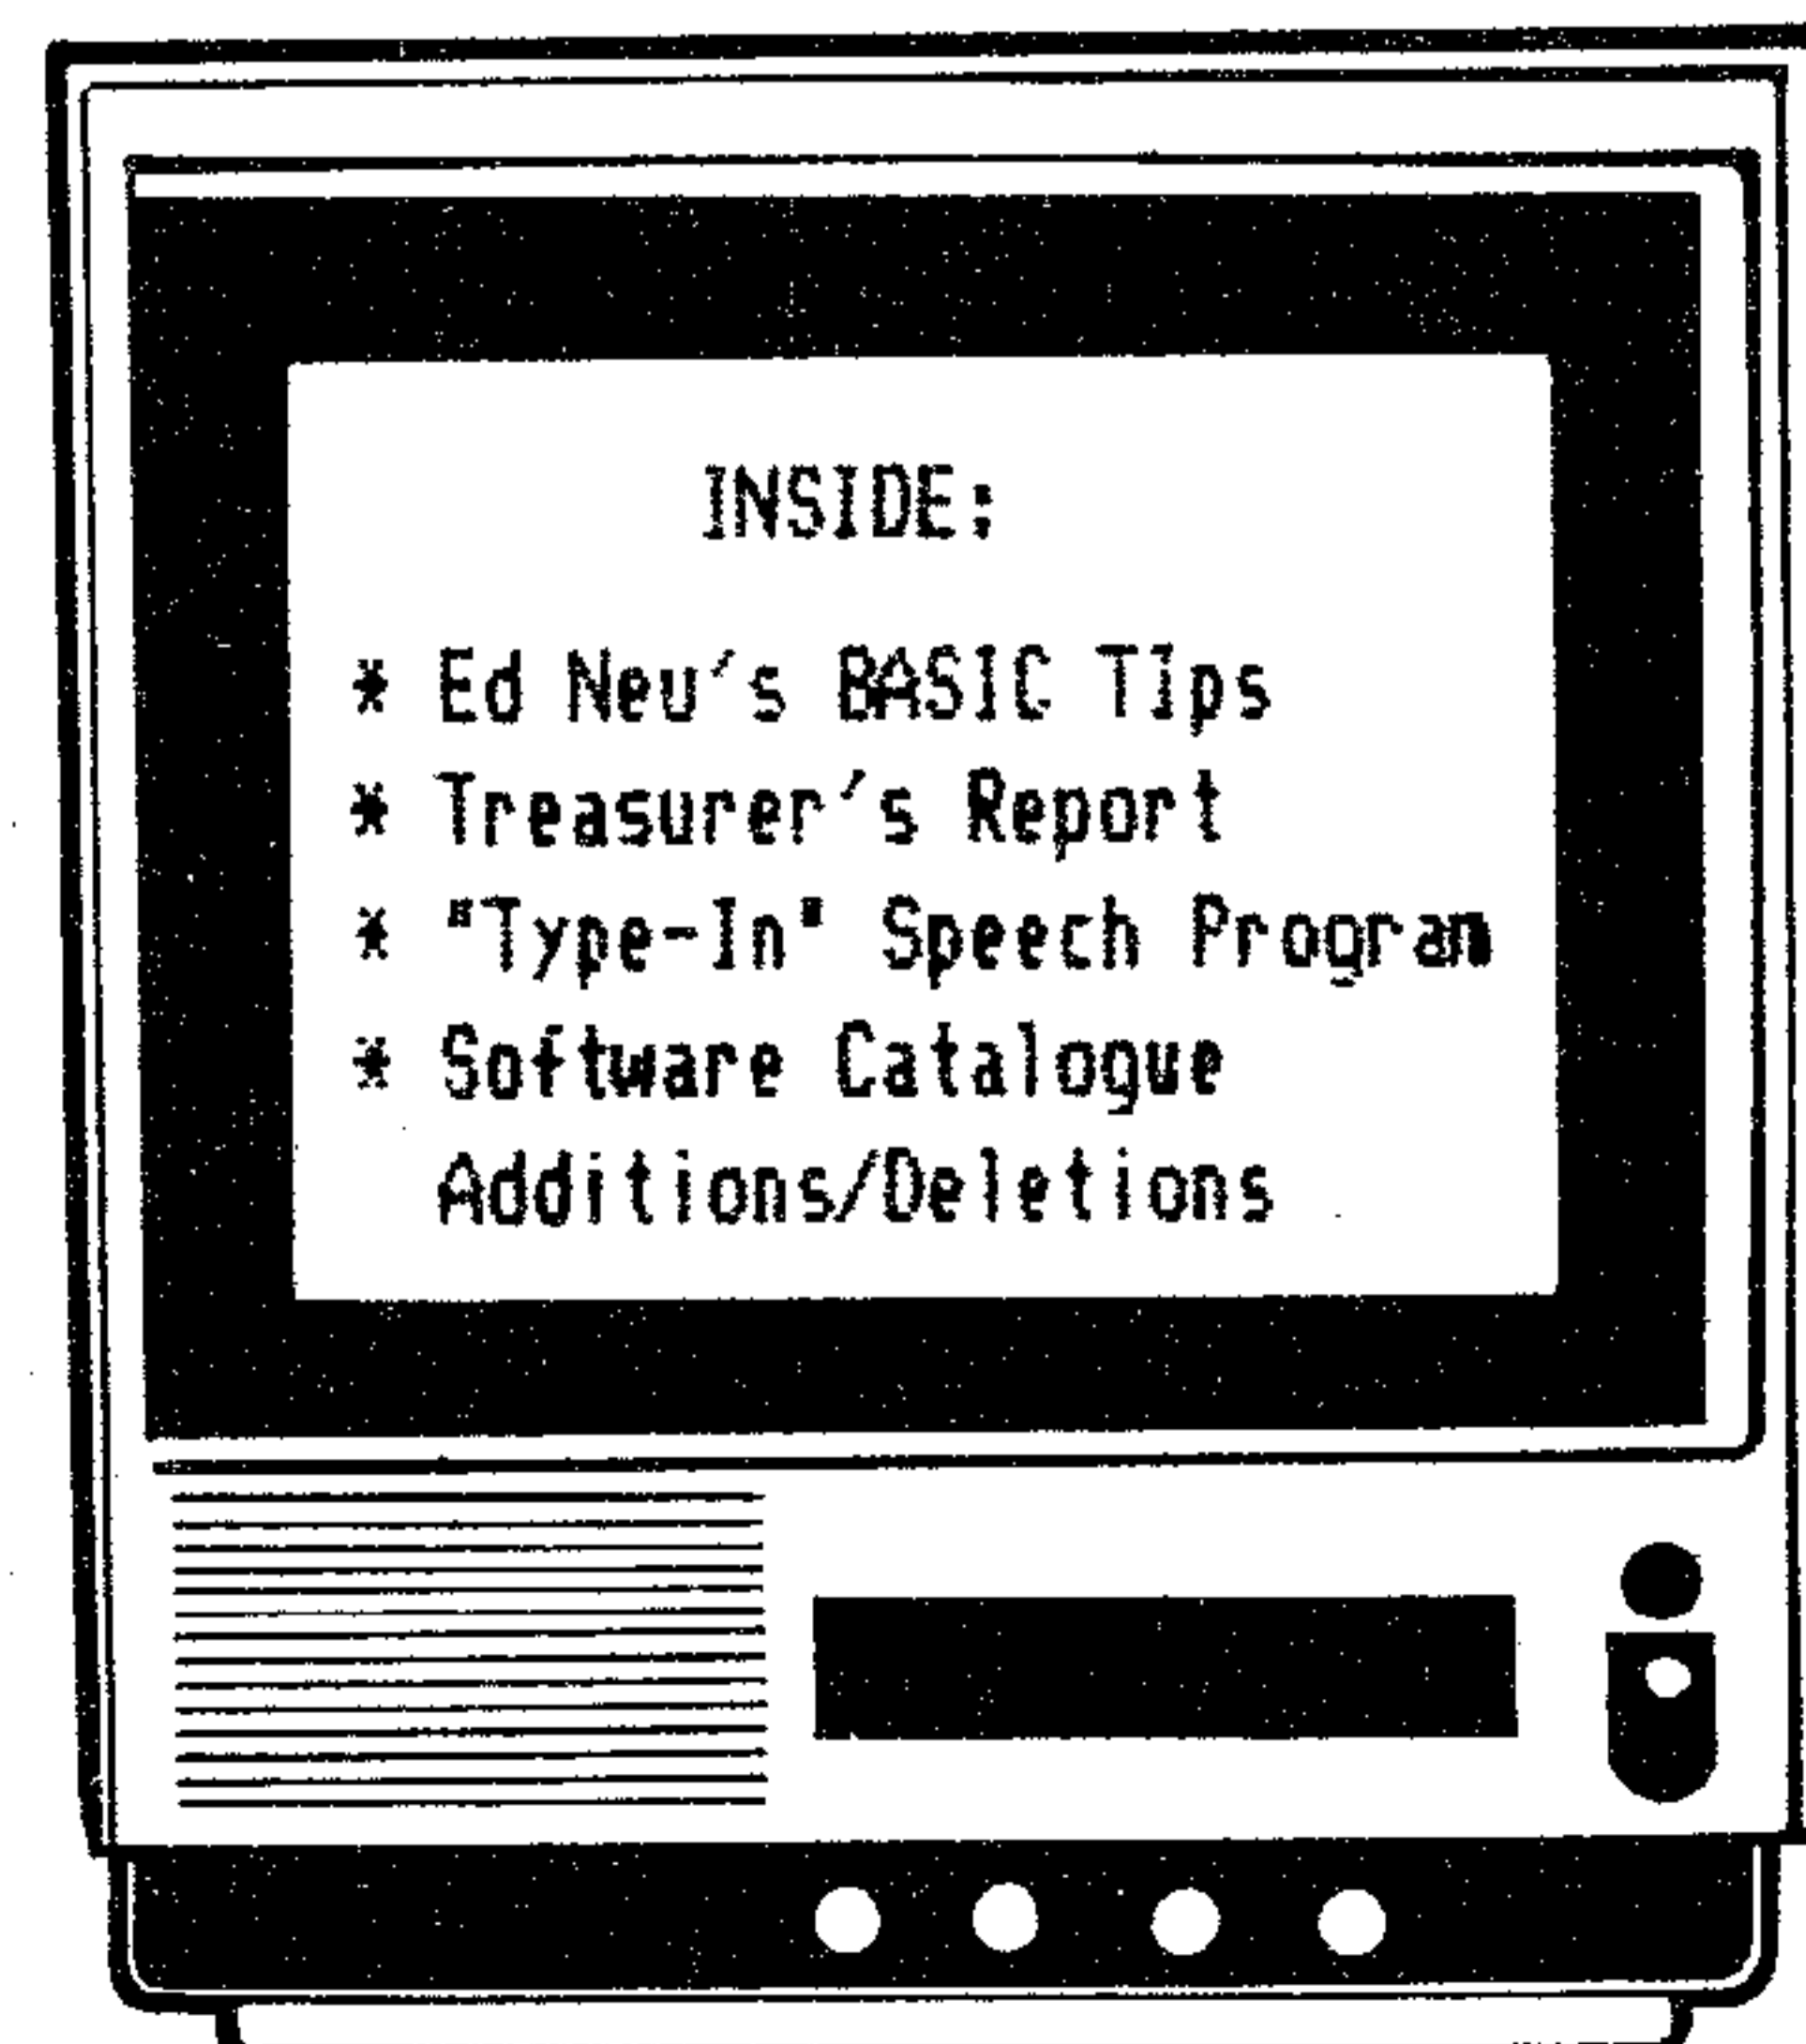 INSIDE:
* Ed Neu's BASIC TIps
* Treasurer's Report
* "Type-In" Speech Program
* Software Catalogue
Additions/Deletions